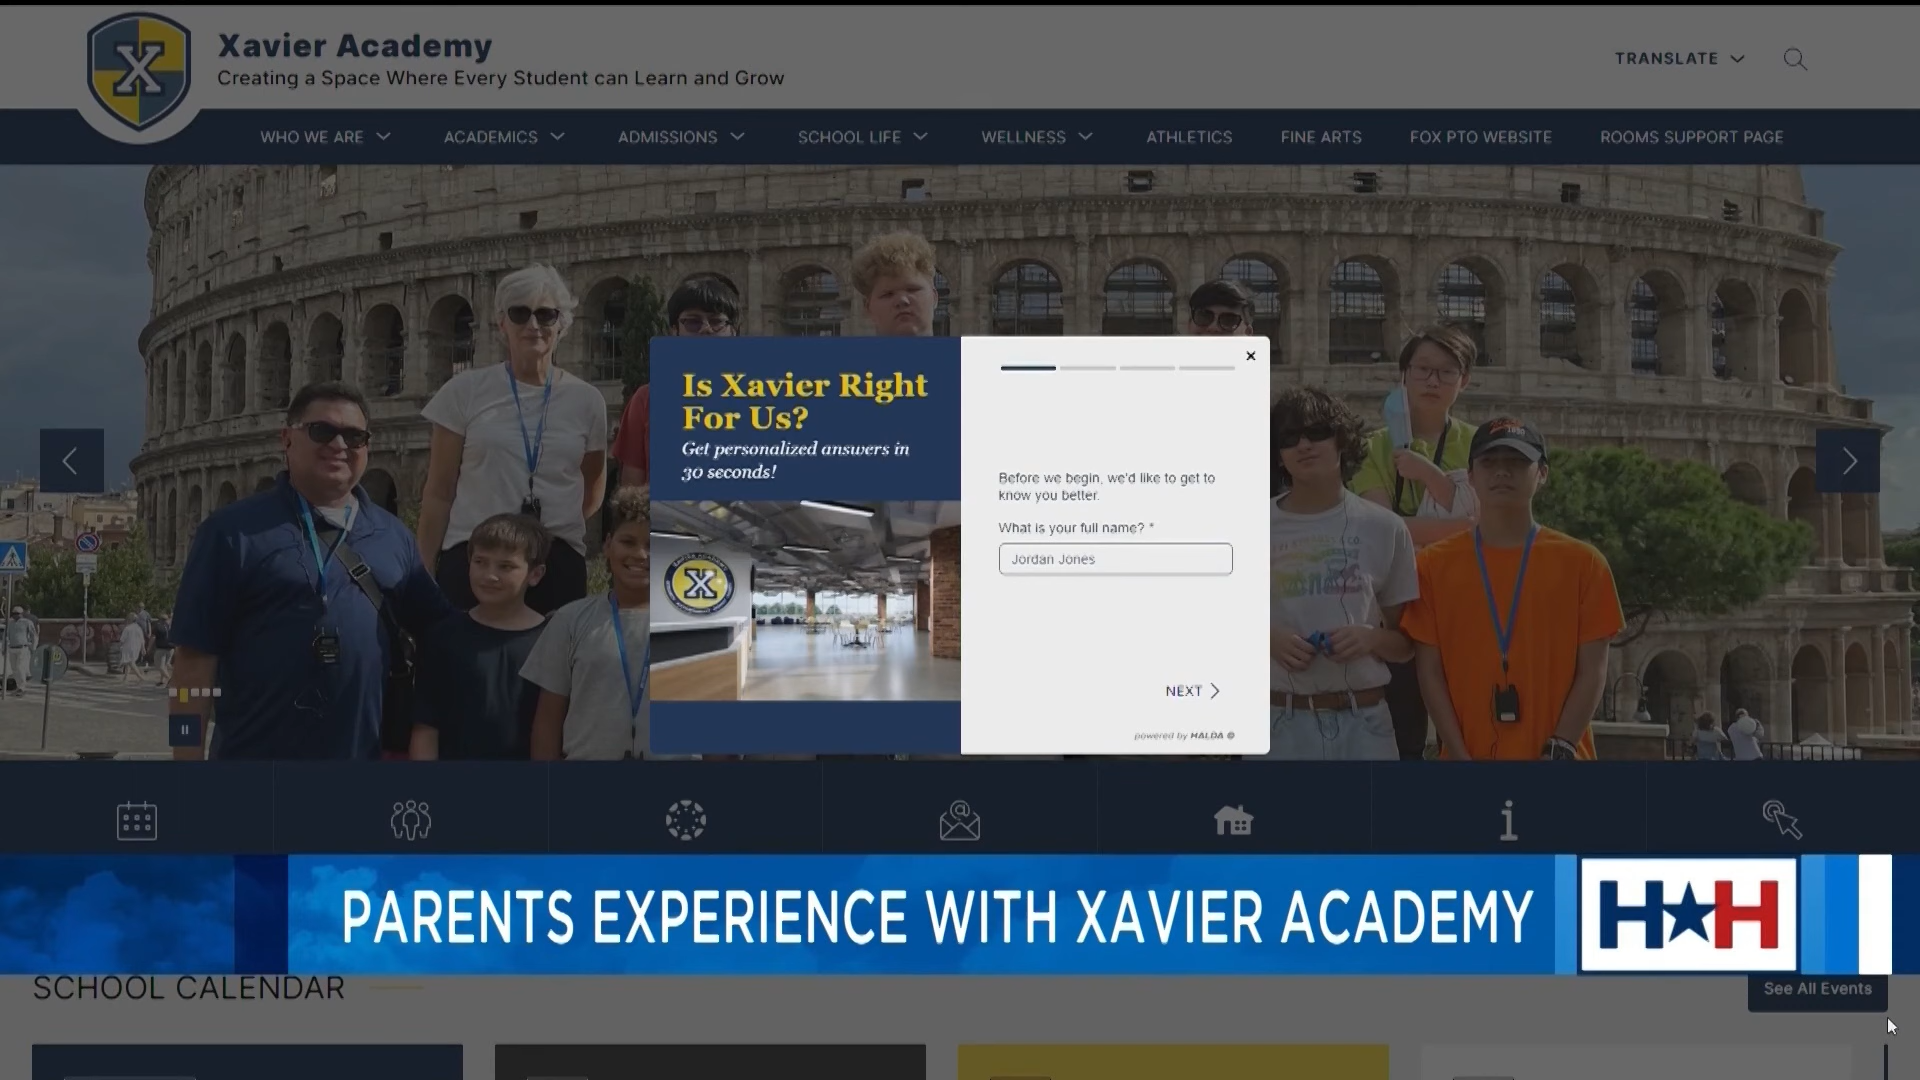 X
Xavier Academy
Creating a Space Where Every Student can Learn and Grow
TRANSLATE
WHO WE ARE
ACADEMICS
ADMISSIONS
SCHOOL LIFE
WELLNESS
ATHLETICS
FINE ARTS
FOX PTO WEBSITE
ROOMS SUPPORT PAGE
Is Xavier Right
For Us?
Get personalized answers in
30 seconds!
X
Before we begin, we'd like to get to
know you better.
What is your full name? *
Jordan Jones
NEXT
powered by HALDA
PARENTS EXPERIENCE WITH XAVIER ACADEMY
H★H
SCHOOL CALENDAR
See All Events